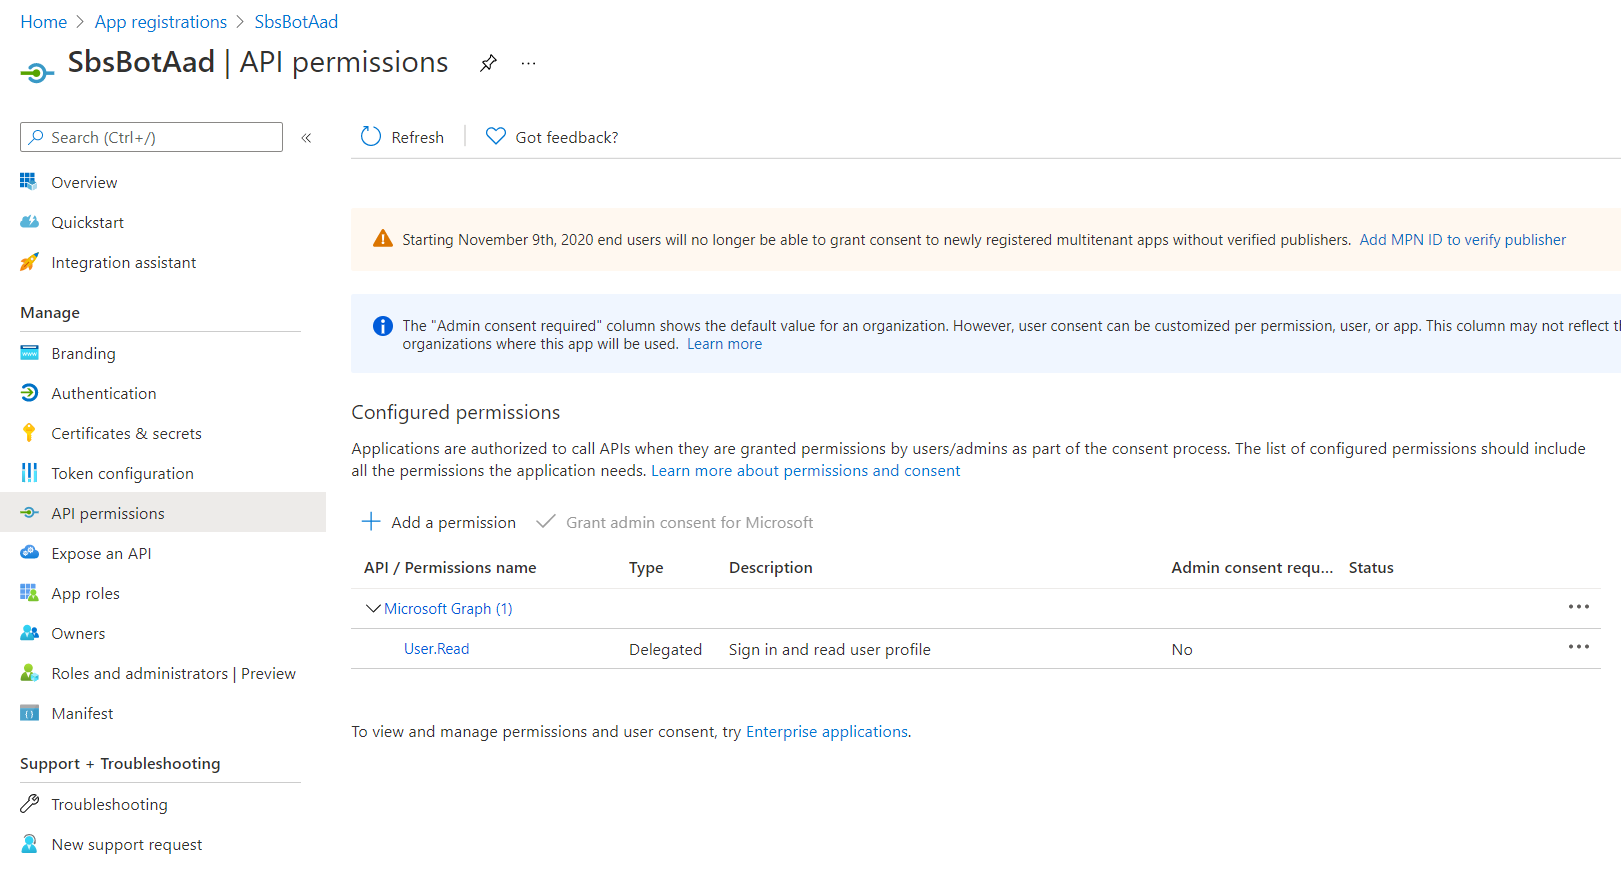 Home > App registrations > SbsBotAad
SbsBotAad | API permissions ...
Search (Ctrl+/)
«
Refresh
Got feedback?
Overview
Quickstart
Integration assistant
Manage
Branding
Authentication
Certificates & secrets
Token configuration
API permissions
Expose an API
App roles
Owners
Roles and administrators | Preview
Manifest
Support + Troubleshooting
Troubleshooting
New support request
Starting November 9th, 2020 end users will no longer be able to grant consent to newly registered multitenant apps without verified publishers. Add MPN ID to verify publisher
The "Admin consent required" column shows the default value for an organization. However, user consent can be customized per permission, user, or app. This column may not reflect
organizations where this app will be used. Learn more
Configured permissions
Applications are authorized to call APIs when they are granted permissions by users/admins as part of the consent process. The list of configured permissions should include
all the permissions the application needs. Learn more about permissions and consent
Add a permission
Grant admin consent for Microsoft
API / Permissions name Type Description Admin consent requ... Status
Microsoft Graph (1) ...
User.Read Delegated Sign in and read user profile No ...
To view and manage permissions and user consent, try Enterprise applications.